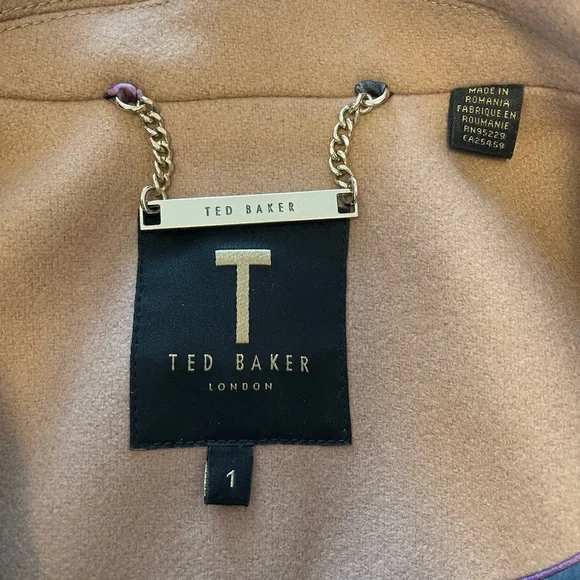 MADE IN
ROMANIA
FABRIQUE EN
ROUMANIE
RN95229
CA25459
TED BAKER
T
TED BAKER
LONDON
1